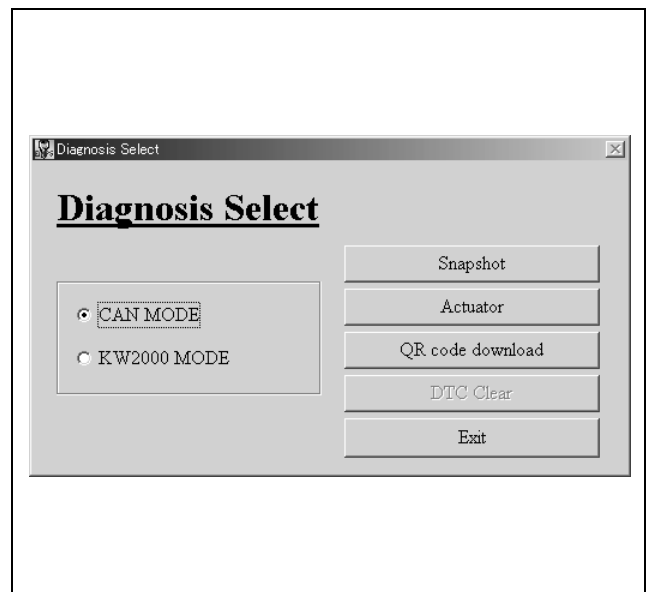 Diagnosis Select
Diagnosis Select
CAN MODE
KW2000 MODE
Snapshot
Actuator
QR code download
DTC Clear
Exit